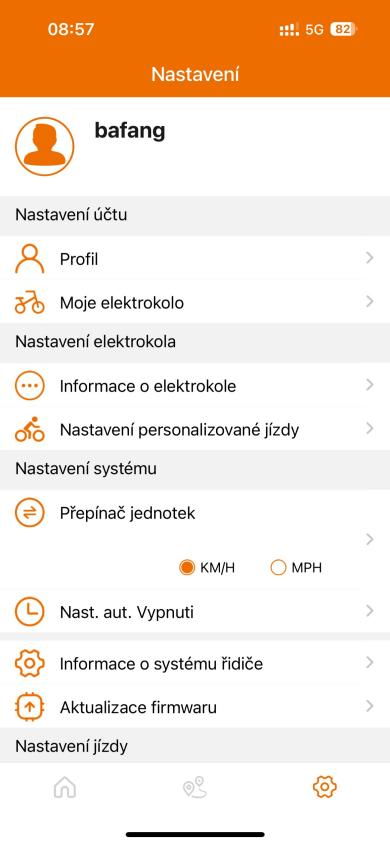 08:57
5G
82
Nastavení
bafang
Nastavení účtu
Profil
Moje elektrokolo
Nastavení elektrokola
Informace o elektrokole
Nastavení personalizované jízdy
Nastavení systému
Přepínač jednotek
KM/H
MPH
Nast. aut. Vypnuti
Informace o systému řidiče
Aktualizace firmwaru
Nastavení jízdy